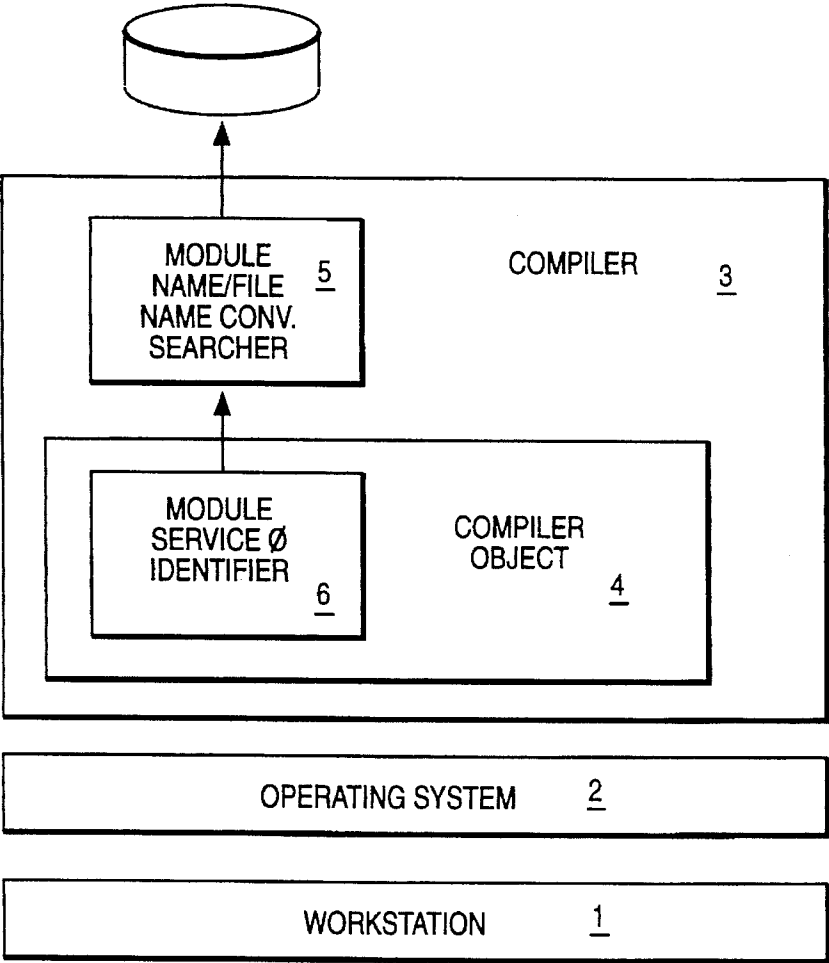 MODULE
NAME/FILE
NAME CONV.
SEARCHER
5
COMPILER
3
MODULE
SERVICE Ø
IDENTIFIER
6
COMPILER
OBJECT
4
OPERATING SYSTEM 2
WORKSTATION 1